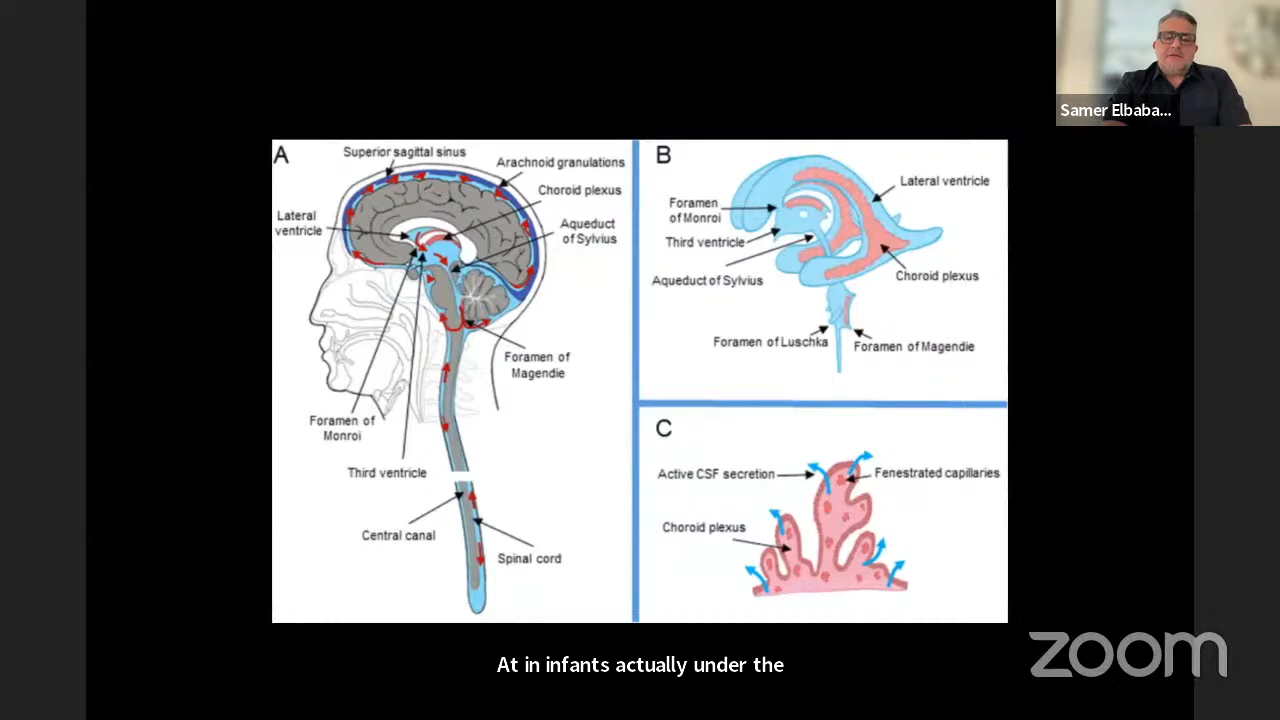 Samer Elbaba...
A
Superior sagittal sinus
Arachnoid granulations
Choroid plexus
Lateral
ventricle
Aqueduct
of Sylvius
Foramen of
Magendie
Foramen of
Monroi
Third ventricle
Central canal
Spinal cord
B
Lateral ventricle
Foramen
of Monroi
Third ventricle
Aqueduct of Sylvius
Choroid plexus
Foramen of Luschka
Foramen of Magendie
C
Active CSF secretion
Fenestrated capillaries
Choroid plexus
At in infants actually under the
zoom